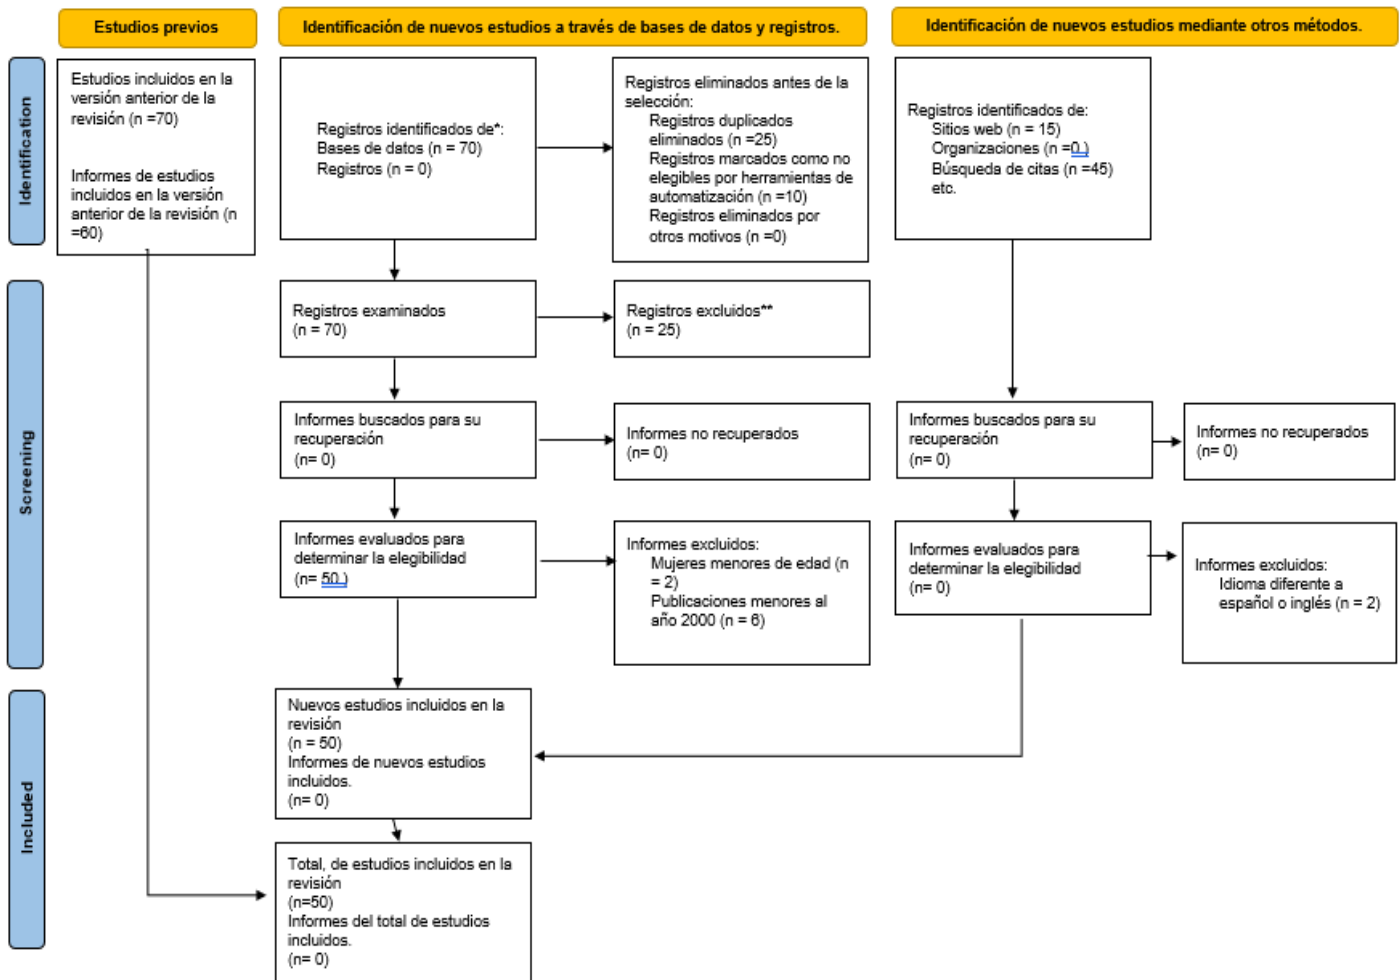 Estudios previos
Identificación de nuevos estudios a través de bases de datos y registros.
Identificación de nuevos estudios mediante otros métodos.
Identification
Estudios incluidos en la
versión anterior de la
revisión (n =70)
Informes de estudios
incluidos en la versión
anterior de la revisión (n
=60)
Registros identificados de*:
Bases de datos (n = 70)
Registros (n = 0)
Registros eliminados antes de la
selección:
Registros duplicados
eliminados (n =25)
Registros marcados como no
elegibles por herramientas de
automatización (n =10)
Registros eliminados por
otros motivos (n =0)
Registros identificados de:
Sitios web (n = 15)
Organizaciones (n =0 )
Búsqueda de citas (n =45)
etc.
Screening
Registros examinados
(n = 70)
Registros excluidos**
(n = 25)
Informes buscados para su
recuperación
(n= 0)
Informes no recuperados
(n= 0)
Informes buscados para su
recuperación
(n= 0)
Informes no recuperados
(n= 0)
Informes evaluados para
determinar la elegibilidad
(n= 50 )
Informes excluidos:
Mujeres menores de edad (n
= 2)
Publicaciones menores al
año 2000 (n = 6)
Informes evaluados para
determinar la elegibilidad
(n= 0)
Informes excluidos:
Idioma diferente a
español o inglés (n = 2)
Included
Nuevos estudios incluidos en la
revisión
(n = 50)
Informes de nuevos estudios
incluidos.
(n= 0)
Total, de estudios incluidos en la
revisión
(n=50)
Informes del total de estudios
incluidos.
(n= 0)